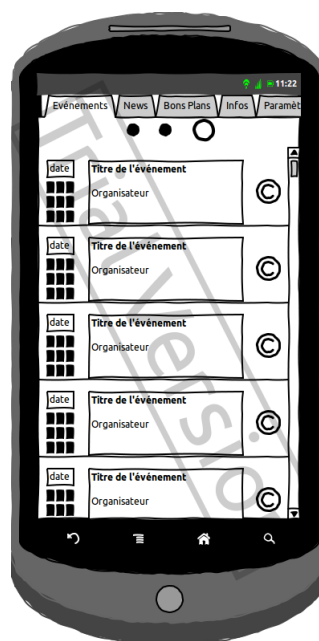 11:22
Evénements News Bons Plans Infos Paramèt
date Titre de l'événement
Organisateur
©
date Titre de l'événement
Organisateur
©
date Titre de l'événement
Organisateur
©
date Titre de l'événement
Organisateur
©
date Titre de l'événement
Organisateur
©
Trial Version